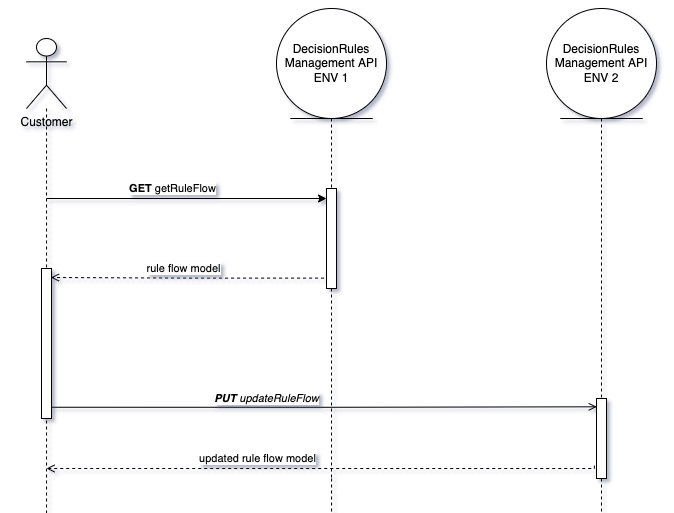 DecisionRules
Management API
ENV 1
DecisionRules
Management API
ENV 2
Customer
GET getRuleFlow
rule flow model
PUT updateRuleFlow
updated rule flow model